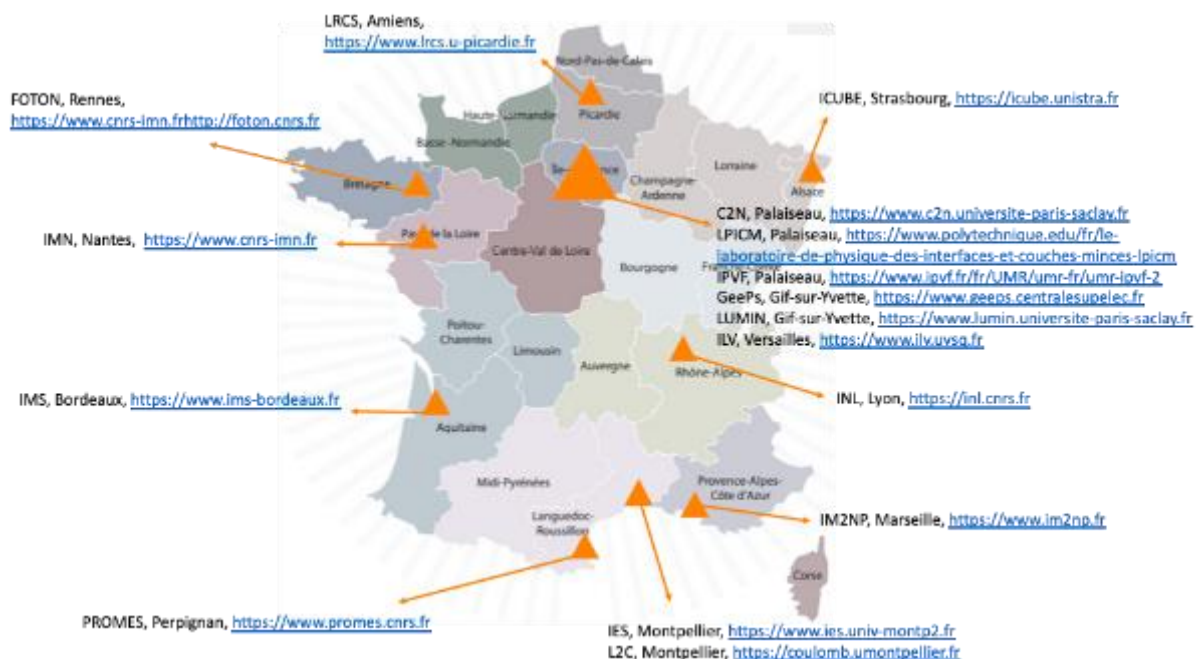 LRCS, Amiens,
https://www.lrcs.u-picardie.fr
Nord-Pas-de-Calais
FOTON, Rennes,
https://www.cnrs-imn.frhttp://foton.cnrs.fr
ICUBE, Strasbourg, https://icube.unistra.fr
Haute-Normandie
Picardie
Basse-Normandie
Lorraine
Alsace
Bretagne
Champagne-
Ardenne
C2N, Palaiseau, https://www.c2n.universite-paris-saclay.fr
LPICM, Palaiseau, https://www.polytechnique.edu/fr/le-
laboratoire-de-physique-des-interfaces-et-couches-minces-lpicm
IPVF, Palaiseau, https://www.ipvf.fr/fr/UMR/umr-fr/umr-ipvf-2
GeePs, Gif-sur-Yvette, https://www.geeps.centralesupelec.fr
LUMIN, Gif-sur-Yvette, https://www.lumin.universite-paris-saclay.fr
ILV, Versailles, https://www.ilv.uvsq.fr
IMN, Nantes, https://www.cnrs-imn.fr
de la Loire
Centre-Val de Loire
Bourgogne
Poitou-
Charentes
Limousin
Auvergne
Rhône-Alpes
IMS, Bordeaux, https://www.ims-bordeaux.fr
INL, Lyon, https://inl.cnrs.fr
Aquitaine
Midi-Pyrénées
Provence-Alpes-
Côte d'Azur
Languedoc-
Roussillon
IM2NP, Marseille, https://www.im2np.fr
Corse
PROMES, Perpignan, https://www.promes.cnrs.fr
IES, Montpellier, https://www.ies.univ-montp2.fr
L2C, Montpellier, https://coulomb.umontpellier.fr